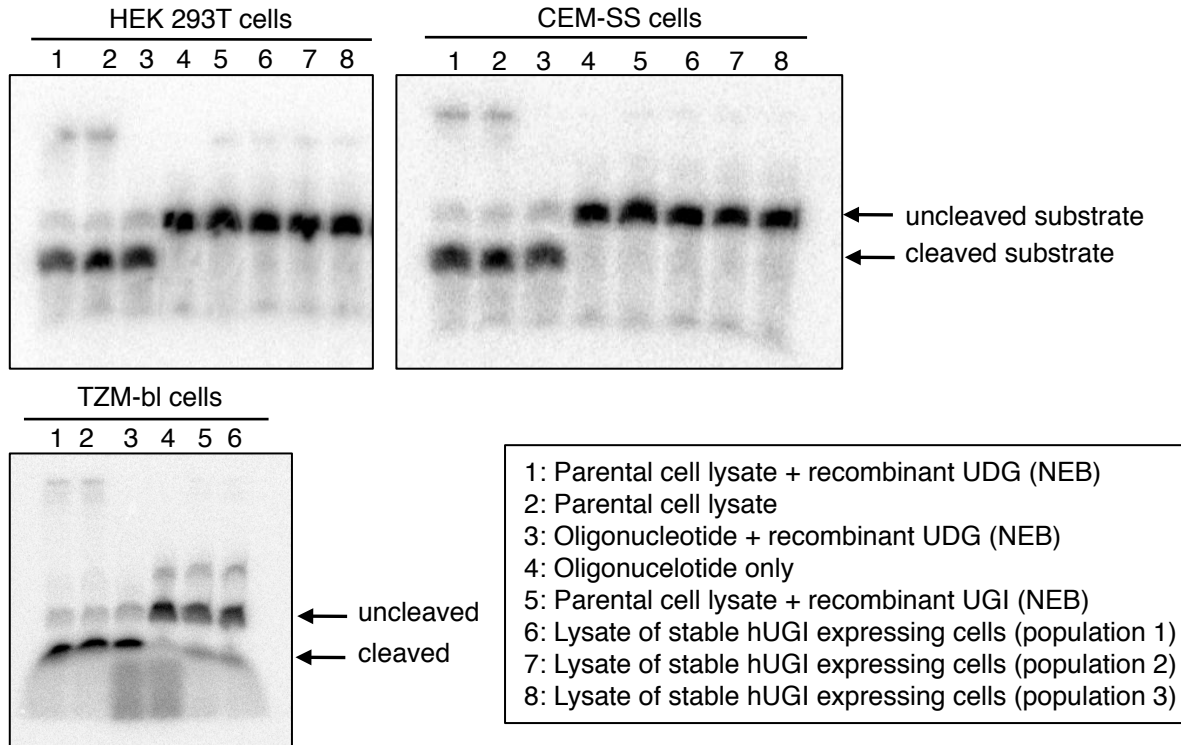 HEK 293T cells
1 2 3 4 5 6 7 8
CEM-SS cells
1 2 3 4 5 6 7 8
uncleaved substrate
cleaved substrate
TZM-bl cells
1 2 3 4 5 6
uncleaved
cleaved
1: Parental cell lysate + recombinant UDG (NEB)
2: Parental cell lysate
3: Oligonucleotide + recombinant UDG (NEB)
4: Oligonucelotide only
5: Parental cell lysate + recombinant UGI (NEB)
6: Lysate of stable hUGI expressing cells (population 1)
7: Lysate of stable hUGI expressing cells (population 2)
8: Lysate of stable hUGI expressing cells (population 3)